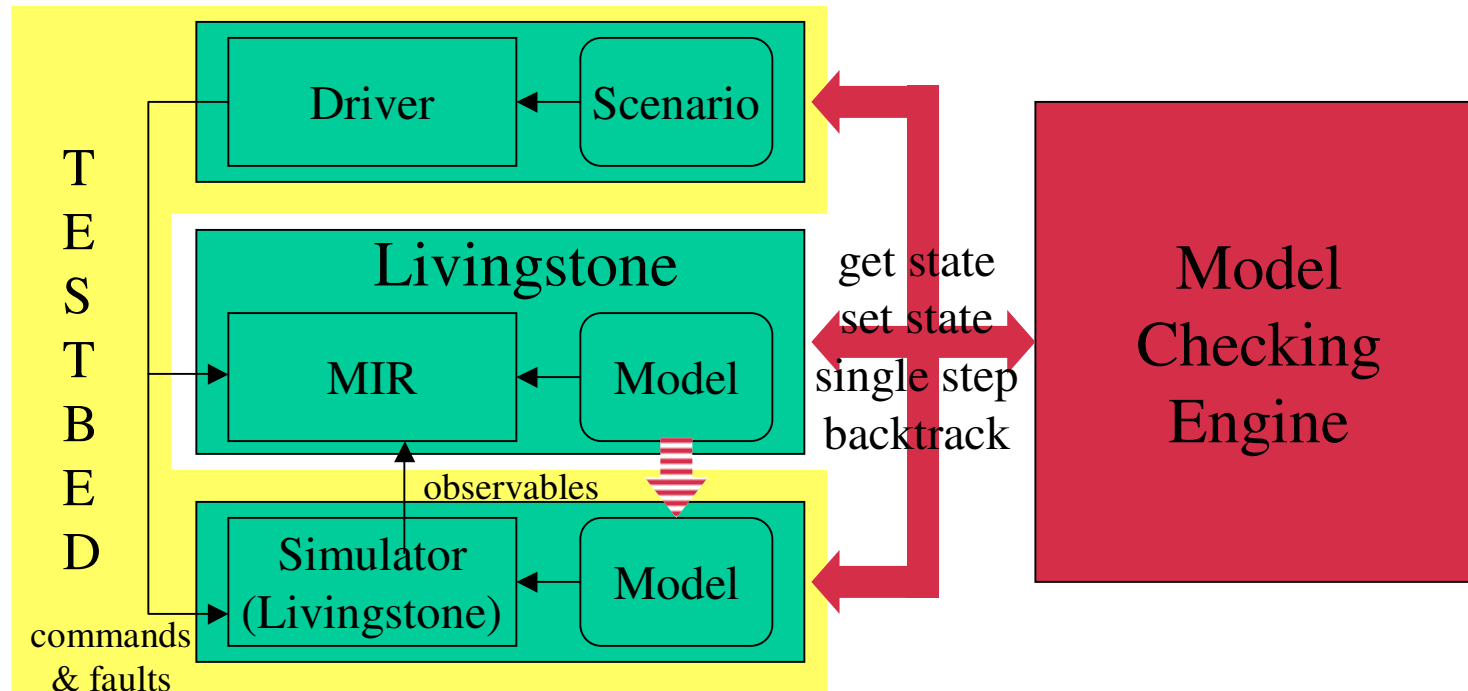 TESTBED
Driver
Scenario
Livingstone
MIR
Model
observables
Simulator
(Livingstone)
Model
commands
& faults
get state
set state
single step
backtrack
Model
Checking
Engine